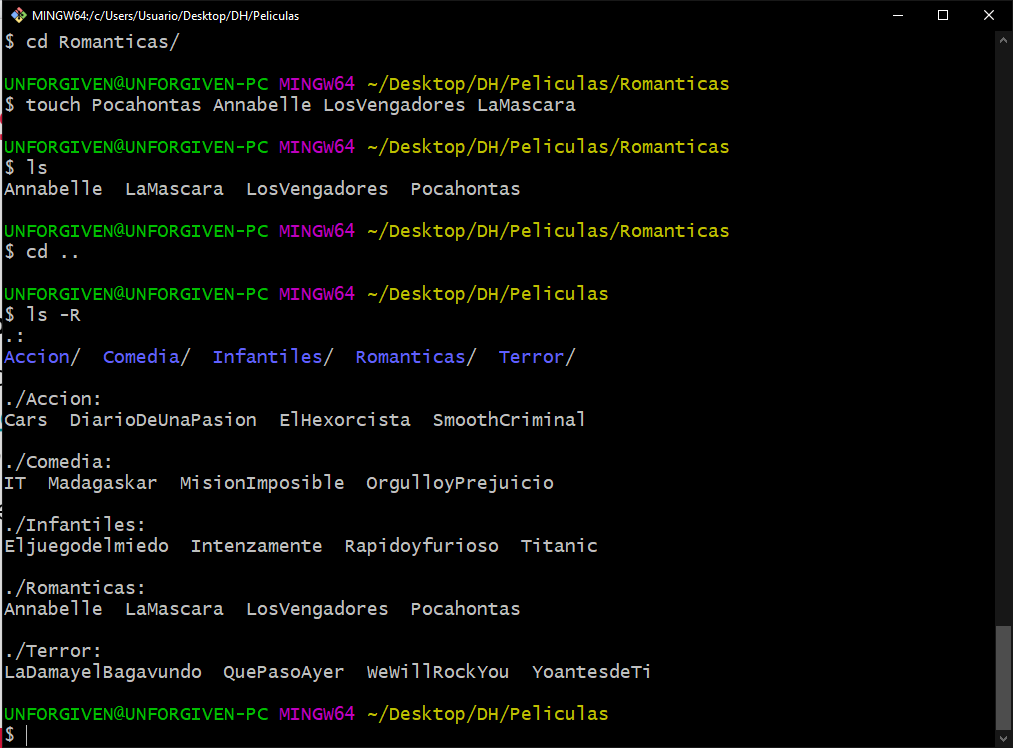 MINGW64:/c/Users/Usuario/Desktop/DH/Peliculas
$ cd Romanticas/
UNFORGIVEN@UNFORGIVEN-PC MINGW64 ~/Desktop/DH/Peliculas/Romanticas
$ touch Pocahontas Annabelle LosVengadores LaMascara
UNFORGIVEN@UNFORGIVEN-PC MINGW64 ~/Desktop/DH/Peliculas/Romanticas
$ ls
Annabelle  LaMascara  LosVengadores  Pocahontas
UNFORGIVEN@UNFORGIVEN-PC MINGW64 ~/Desktop/DH/Peliculas/Romanticas
$ cd ..
UNFORGIVEN@UNFORGIVEN-PC MINGW64 ~/Desktop/DH/Peliculas
$ ls -R
.:
Accion/  Comedia/  Infantiles/  Romanticas/  Terror/
./Accion:
Cars  DiarioDeUnaPasion  ElHexorcista  SmoothCriminal
./Comedia:
IT  Madagaskar  MisionImposible  OrgulloyPrejuicio
./Infantiles:
Eljuegodelmiedo  Intenzamente  Rapidoyfurioso  Titanic
./Romanticas:
Annabelle  LaMascara  LosVengadores  Pocahontas
./Terror:
LaDamayelBagavundo  QuePasoAyer  WeWillRockYou  YoantesdeTi
UNFORGIVEN@UNFORGIVEN-PC MINGW64 ~/Desktop/DH/Peliculas
$